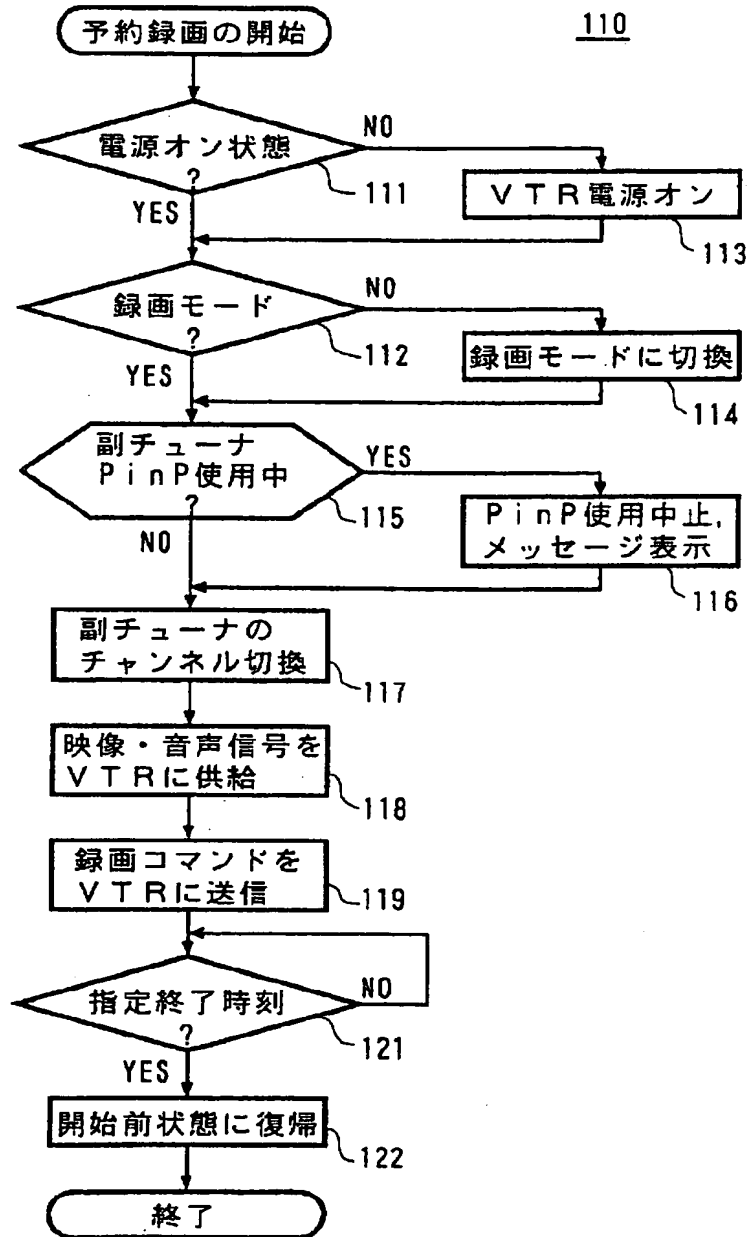 110
予約録画の開始
電源オン状態
?
NO
111
YES
VTR電源オン
113
録画モード
?
NO
112
YES
録画モードに切換
114
副チューナ
PinP使用中
?
YES
115
NO
PinP使用中止,
メッセージ表示
116
副チューナの
チャンネル切換
117
映像・音声信号を
VTRに供給
118
録画コマンドを
VTRに送信
119
指定終了時刻
?
NO
121
YES
開始前状態に復帰
122
終了